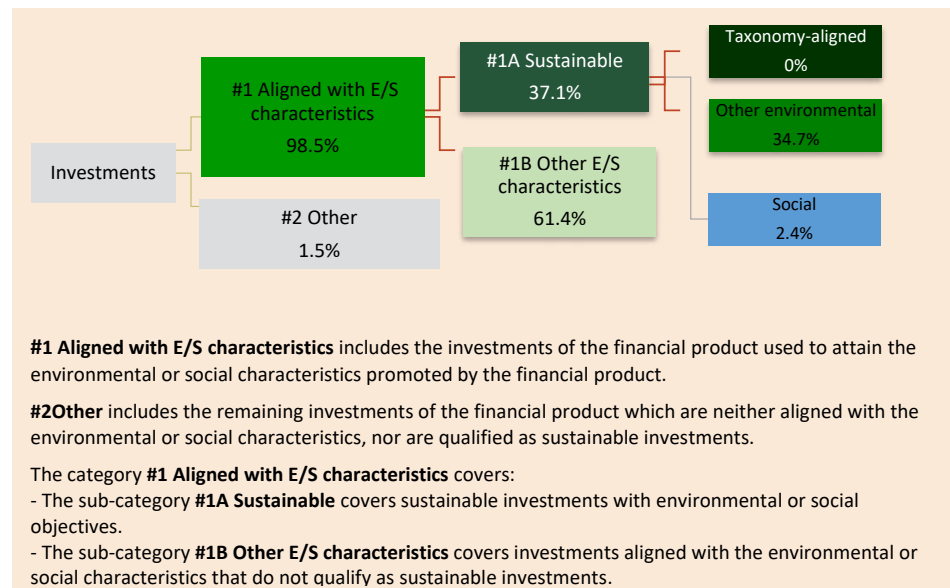 Investments
#1 Aligned with E/S
characteristics
98.5%
#2 Other
1.5%
#1A Sustainable
37.1%
#1B Other E/S
characteristics
61.4%
Taxonomy-aligned
0%
Other environmental
34.7%
Social
2.4%
#1 Aligned with E/S characteristics includes the investments of the financial product used to attain the
environmental or social characteristics promoted by the financial product.
#2Other includes the remaining investments of the financial product which are neither aligned with the
environmental or social characteristics, nor are qualified as sustainable investments.
The category #1 Aligned with E/S characteristics covers:
- The sub-category #1A Sustainable covers sustainable investments with environmental or social
objectives.
- The sub-category #1B Other E/S characteristics covers investments aligned with the environmental or
social characteristics that do not qualify as sustainable investments.